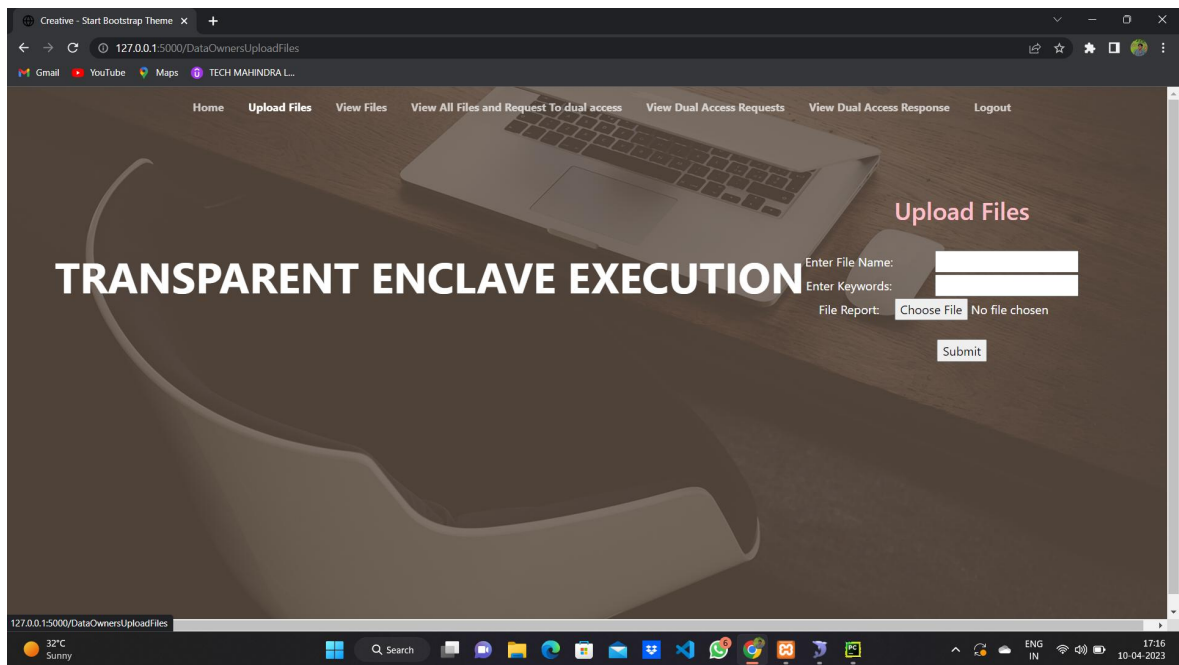 Creative - Start Bootstrap Theme
127.0.0.1:5000/DataOwnersUploadFiles
Gmail YouTube Maps TECH MAHINDRA L...
Home Upload Files View Files View All Files and Request To dual access View Dual Access Requests View Dual Access Response Logout
Upload Files
TRANSPARENT ENCLAVE EXECUTION
Enter File Name:
Enter Keywords:
File Report: Choose File No file chosen
Submit
127.0.0.1:5000/DataOwnersUploadFiles
32°C
Sunny
Search
PC
ENG
IN
17:16
10-04-2023